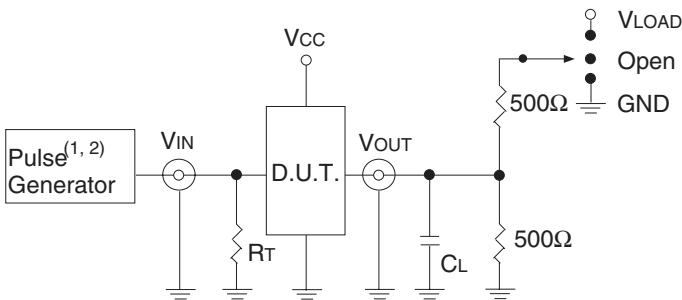 VLOAD
VCC
Open
500Ω
GND
Pulse(1, 2)
Generator
VIN
D.U.T.
VOUT
RT
CL
500Ω